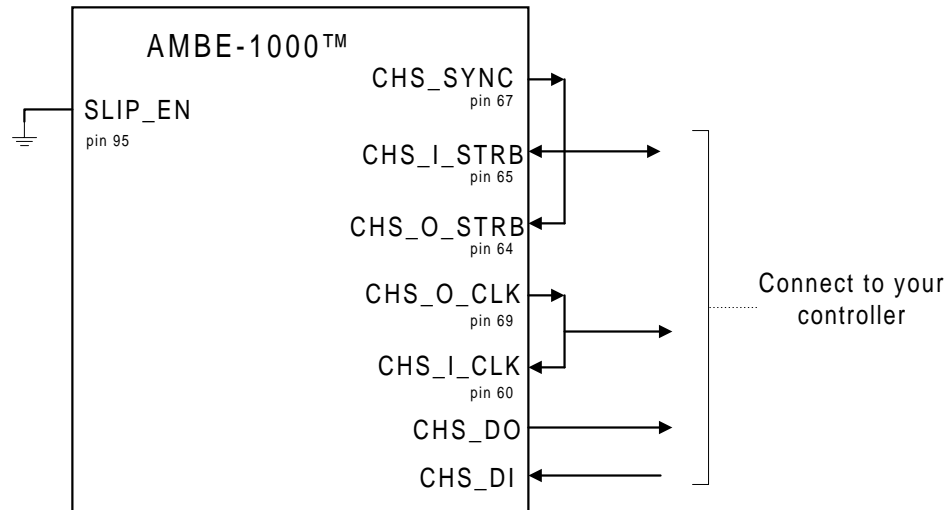 AMBE-1000™
CHS_SYNC
pin 67
SLIP_EN
pin 95
CHS_I_STRB
pin 65
CHS_O_STRB
pin 64
CHS_O_CLK
pin 69
CHS_I_CLK
pin 60
CHS_DO
CHS_DI
Connect to your
controller